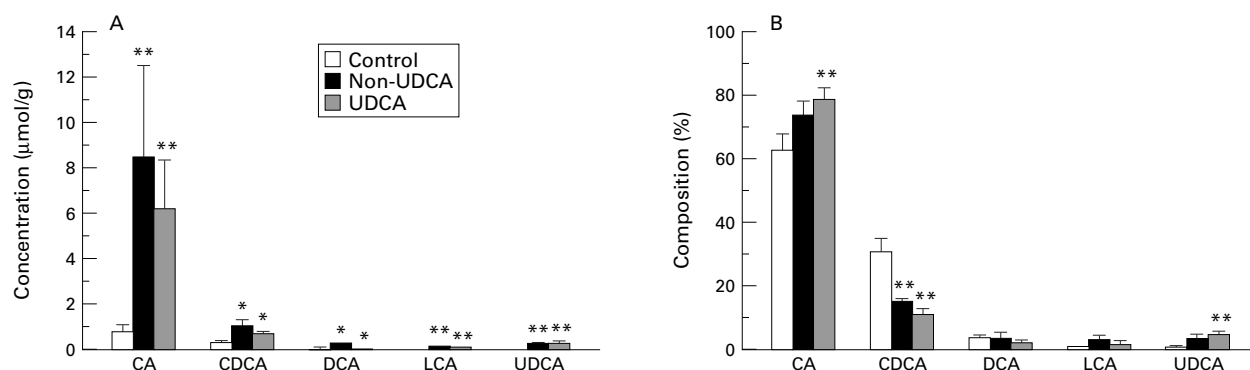 A
Concentration (μmol/g)
14
12
10
8
6
4
2
0
** ** * * * * ** ** ** **
Control
Non-UDCA
UDCA
CA CDCA DCA LCA UDCA
B
Composition (%)
100
80
60
40
20
0
** ** ** **
CA CDCA DCA LCA UDCA